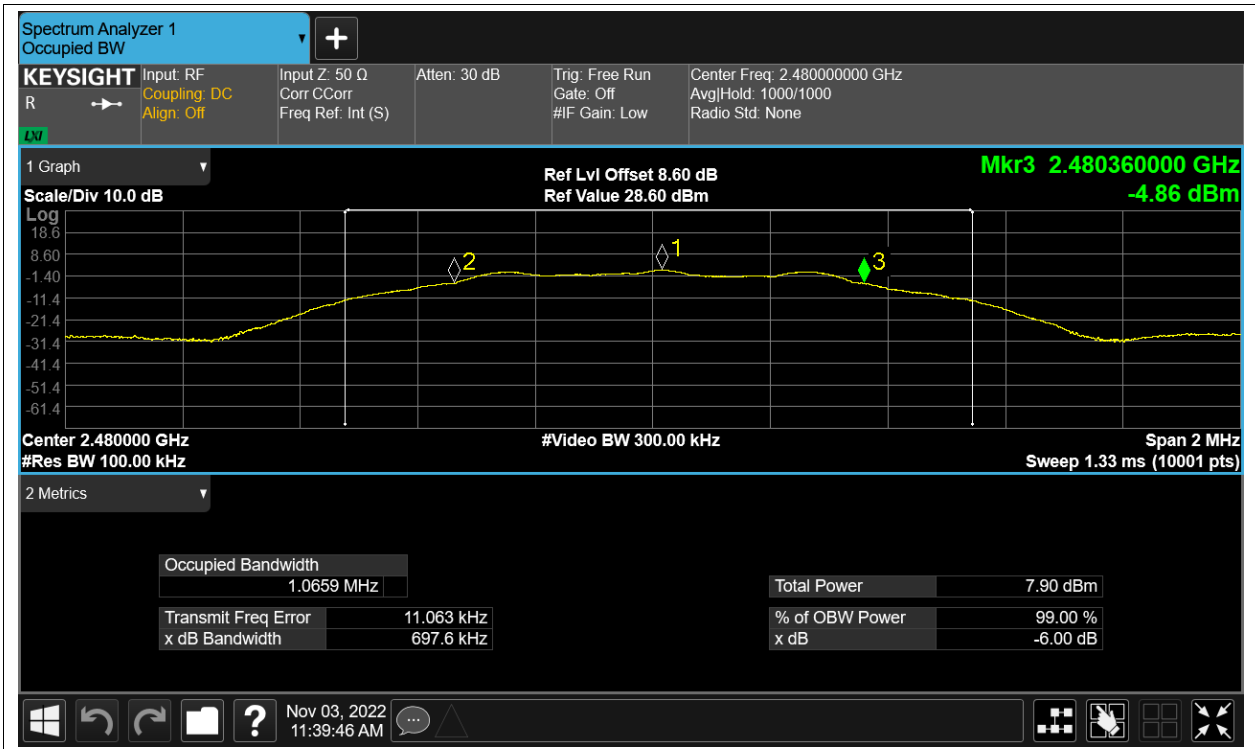 Spectrum Analyzer 1
Occupied BW
KEYSIGHT
R
LXI
Input: RF
Coupling: DC
Align: Off
Input Z: 50 Ω
Corr CCorr
Freq Ref: Int (S)
Atten: 30 dB
Trig: Free Run
Gate: Off
#IF Gain: Low
Center Freq: 2.480000000 GHz
Avg|Hold: 1000/1000
Radio Std: None
1 Graph
Scale/Div 10.0 dB
Ref Lvl Offset 8.60 dB
Ref Value 28.60 dBm
Mkr3 2.480360000 GHz
-4.86 dBm
Log
18.6
8.60
-1.40
-11.4
-21.4
-31.4
-41.4
-51.4
-61.4
2
1
3
Center 2.480000 GHz
#Res BW 100.00 kHz
#Video BW 300.00 kHz
Span 2 MHz
Sweep 1.33 ms (10001 pts)
2 Metrics
Occupied Bandwidth
1.0659 MHz
Transmit Freq Error 11.063 kHz
x dB Bandwidth 697.6 kHz
Total Power 7.90 dBm
% of OBW Power 99.00 %
x dB -6.00 dB
?
Nov 03, 2022
11:39:46 AM